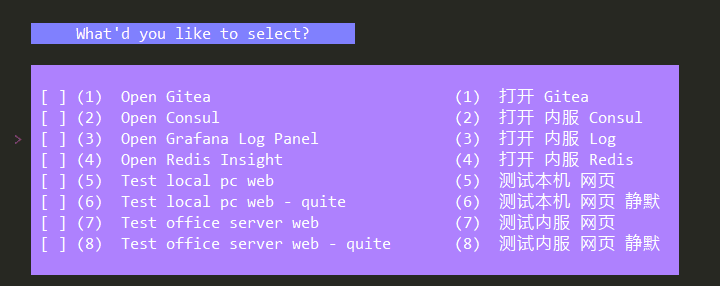 What'd you like to select?
[ ] (1) Open Gitea (1) 打开 Gitea
[ ] (2) Open Consul (2) 打开 内服 Consul
> [ ] (3) Open Grafana Log Panel (3) 打开 内服 Log
[ ] (4) Open Redis Insight (4) 打开 内服 Redis
[ ] (5) Test local pc web (5) 测试本机 网页
[ ] (6) Test local pc web - quite (6) 测试本机 网页 静默
[ ] (7) Test office server web (7) 测试内服 网页
[ ] (8) Test office server web - quite (8) 测试内服 网页 静默